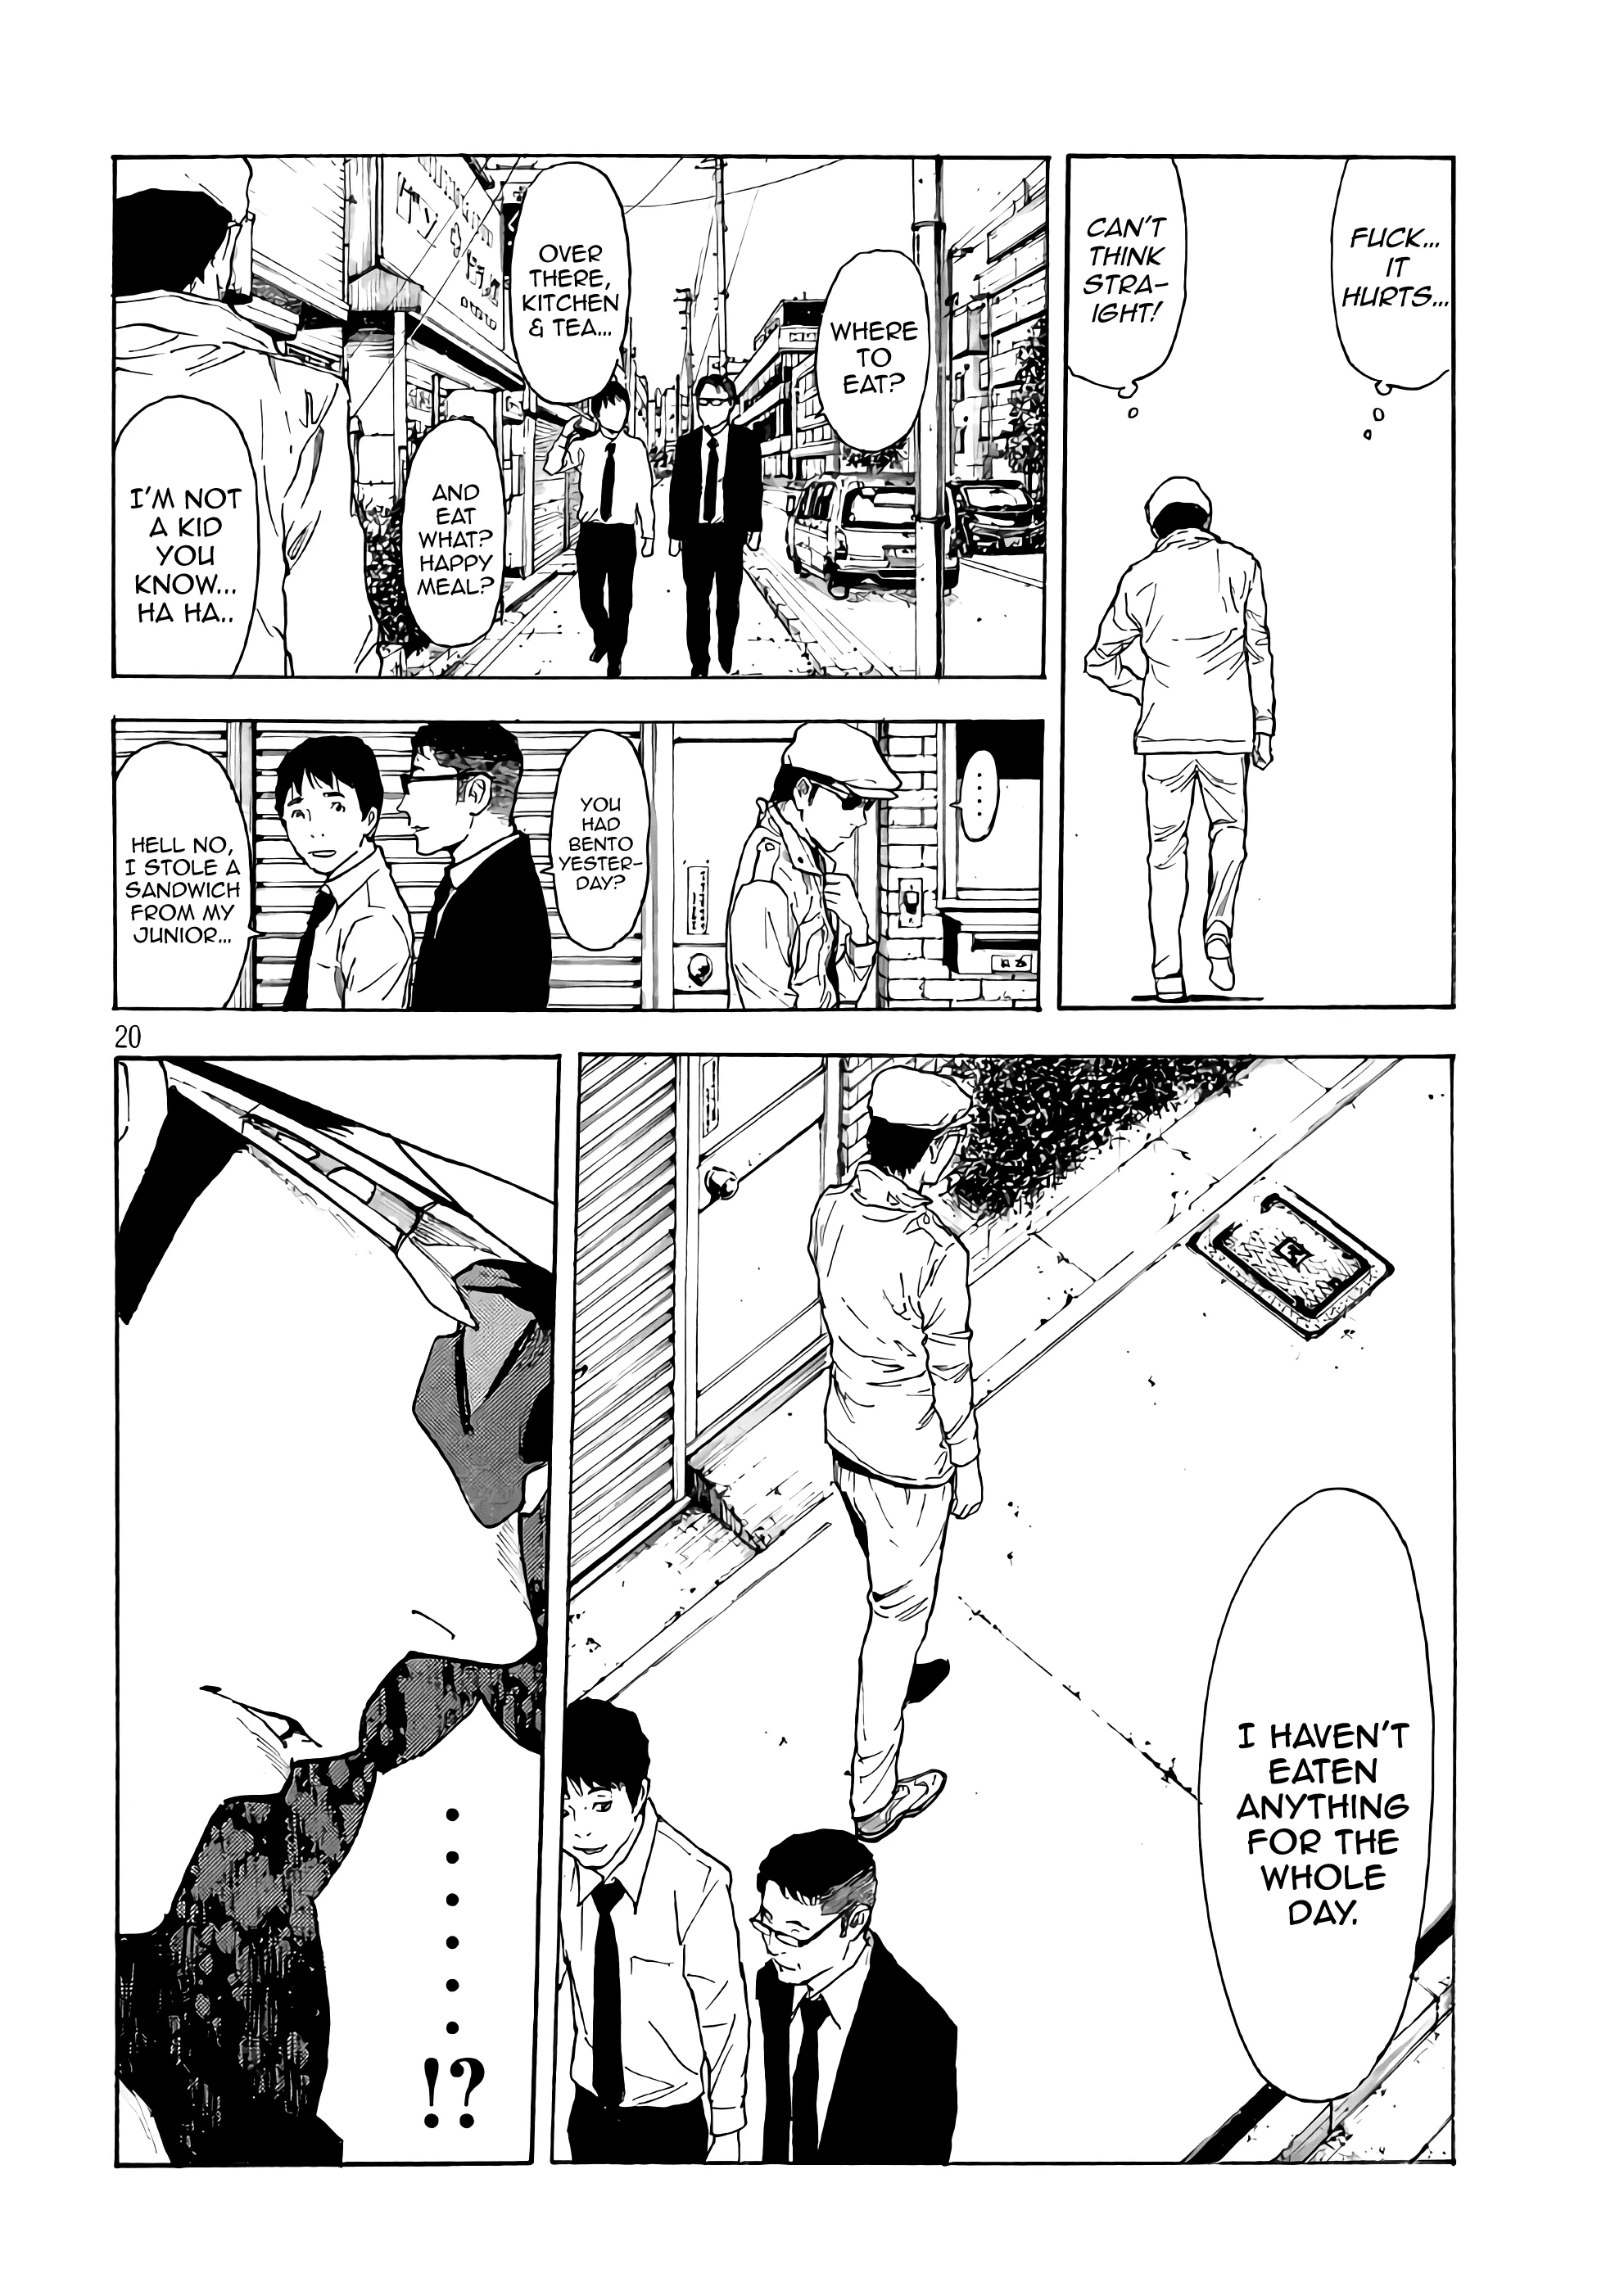 FUCK...
IT
HURTS...
CAN'T
THINK
STRA-
IGHT!
WHERE
TO
EAT?
OVER
THERE,
KITCHEN
& TEA...
AND
EAT
WHAT?
HAPPY
MEAL?
I'M NOT
A KID
YOU
KNOW...
HA HA..
....
YOU
HAD
BENTO
YESTER-
DAY?
HELL NO,
I STOLE A
SANDWICH
FROM MY
JUNIOR...
20
I HAVEN'T
EATEN
ANYTHING
FOR THE
WHOLE
DAY.
......!?